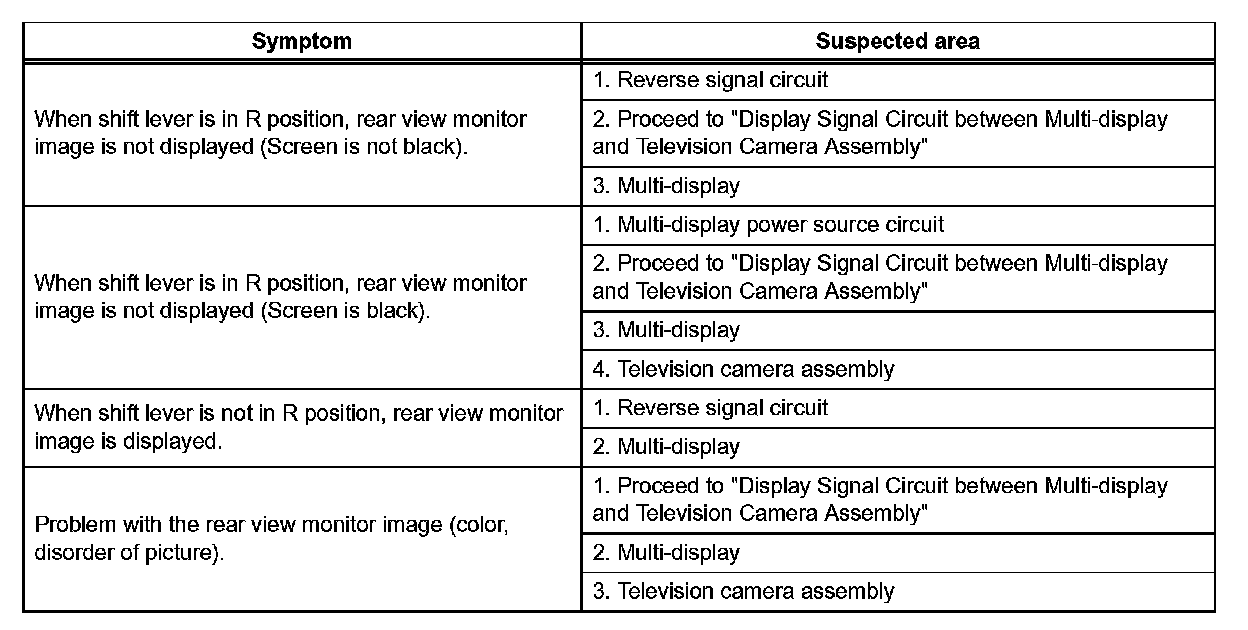 Symptom
Suspected area
When shift lever is in R position, rear view monitor
image is not displayed (Screen is not black).
1. Reverse signal circuit
2. Proceed to "Display Signal Circuit between Multi-display
and Television Camera Assembly"
3. Multi-display
When shift lever is in R position, rear view monitor
image is not displayed (Screen is black).
1. Multi-display power source circuit
2. Proceed to "Display Signal Circuit between Multi-display
and Television Camera Assembly"
3. Multi-display
4. Television camera assembly
When shift lever is not in R position, rear view monitor
image is displayed.
1. Reverse signal circuit
2. Multi-display
Problem with the rear view monitor image (color,
disorder of picture).
1. Proceed to "Display Signal Circuit between Multi-display
and Television Camera Assembly"
2. Multi-display
3. Television camera assembly